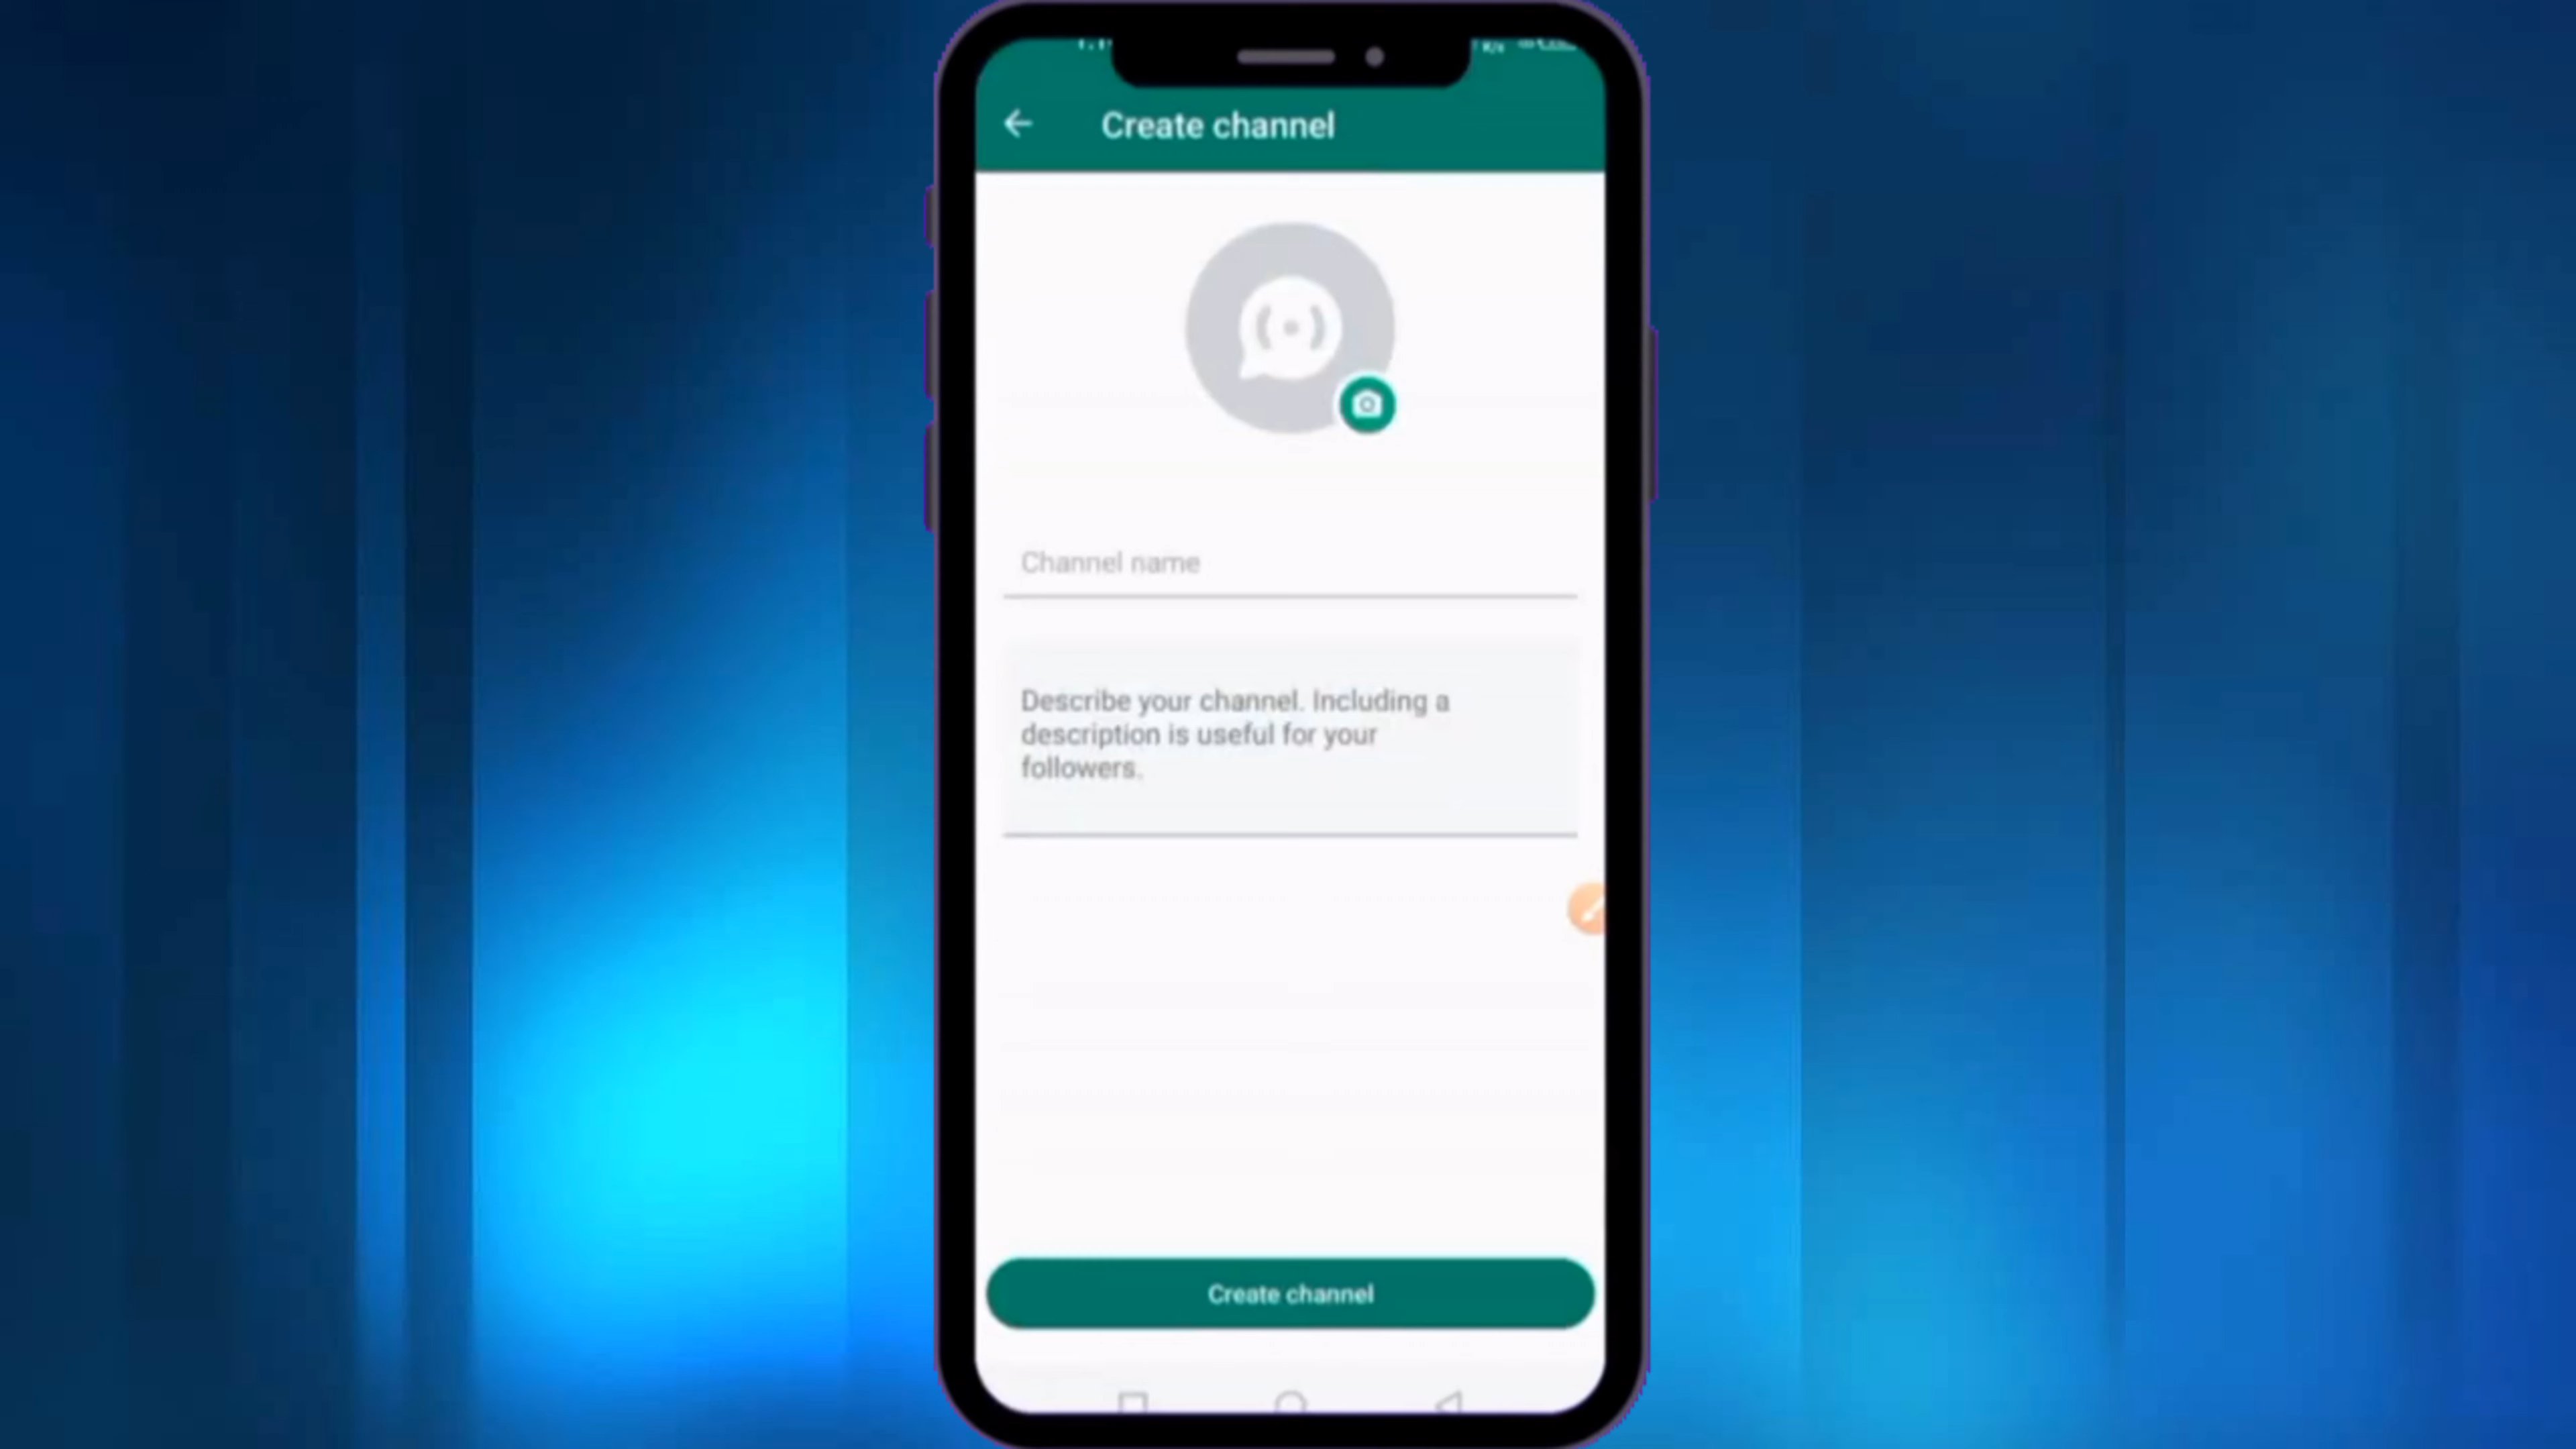 Create channel
Channel name
Describe your channel. Including a
description is useful for your
followers.
Create channel